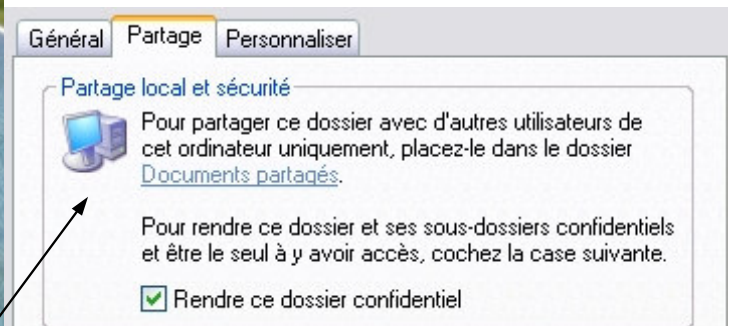 Général Partage Personnaliser
Partage local et sécurité
Pour partager ce dossier avec d'autres utilisateurs de
cet ordinateur uniquement, placez-le dans le dossier
Documents partagés.
Pour rendre ce dossier et ses sous-dossiers confidentiels
et être le seul à y avoir accès, cochez la case suivante.
Rendre ce dossier confidentiel